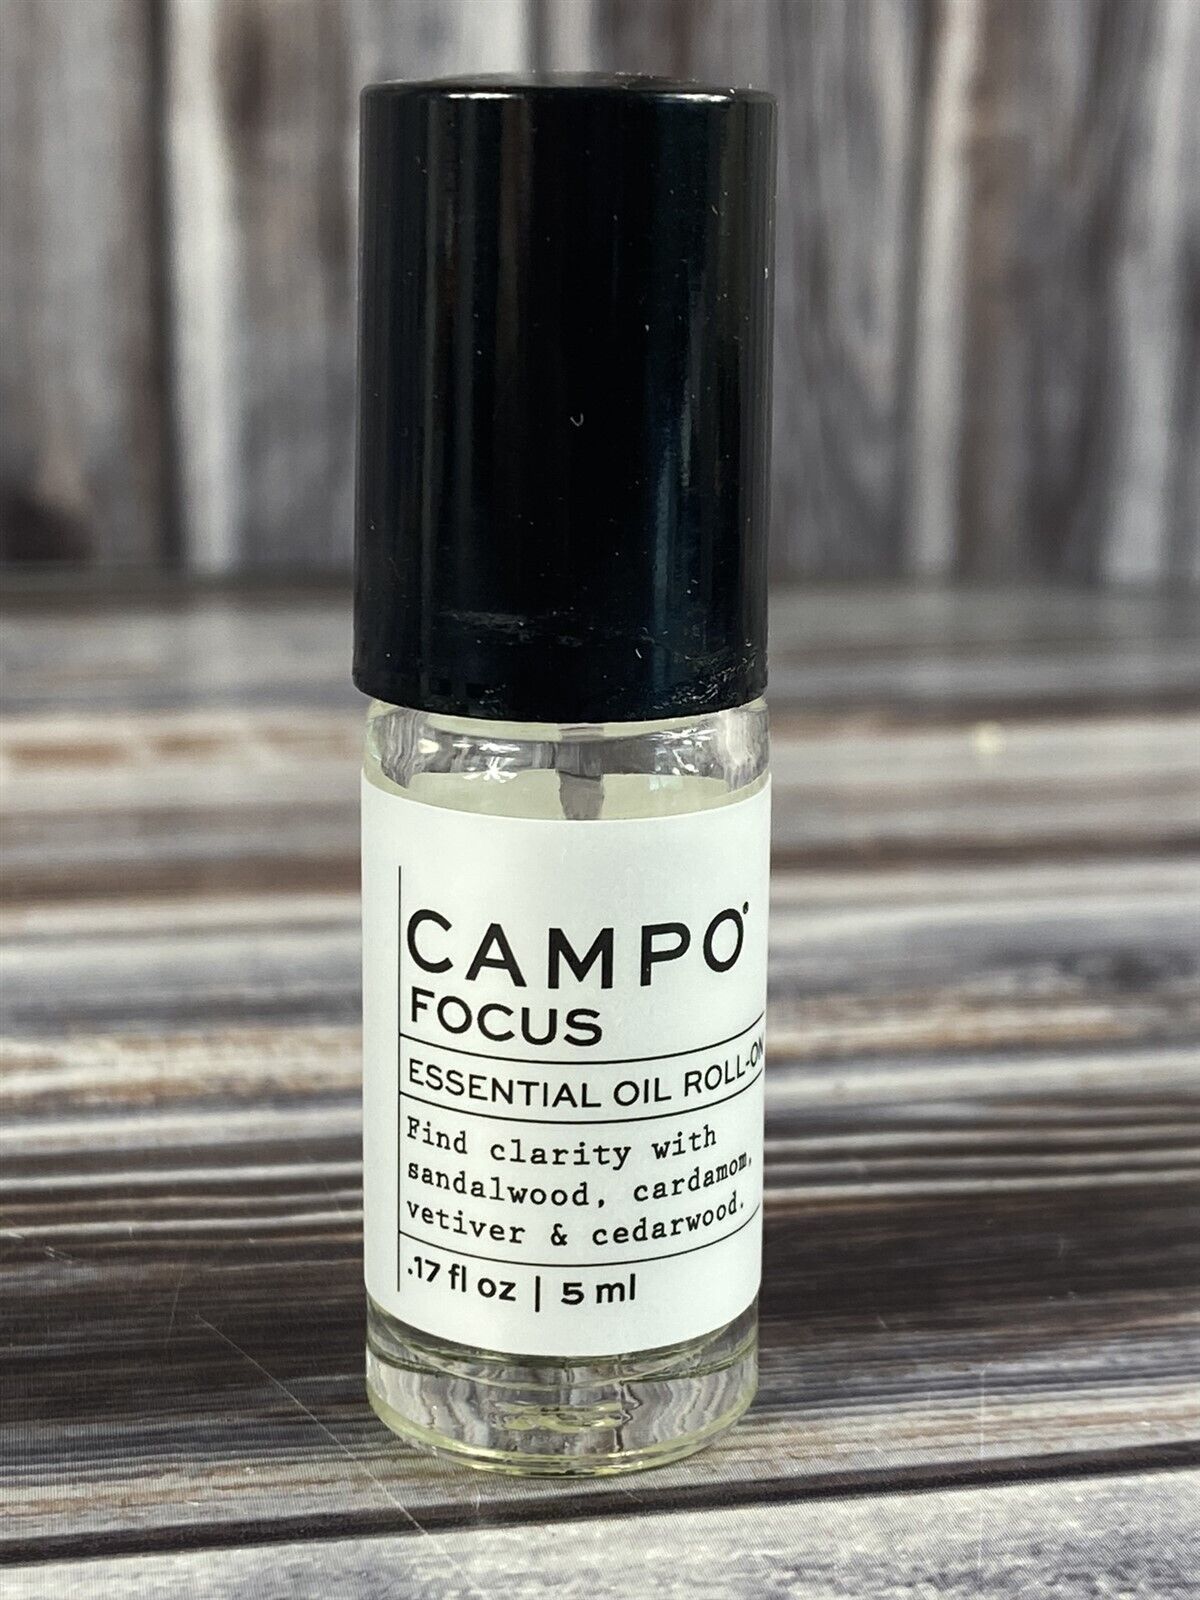 CAMPO®
FOCUS
ESSENTIAL OIL ROLL-ON
Find clarity with
sandalwood, cardamom,
vetiver & cedarwood.
.17 fl oz | 5 ml